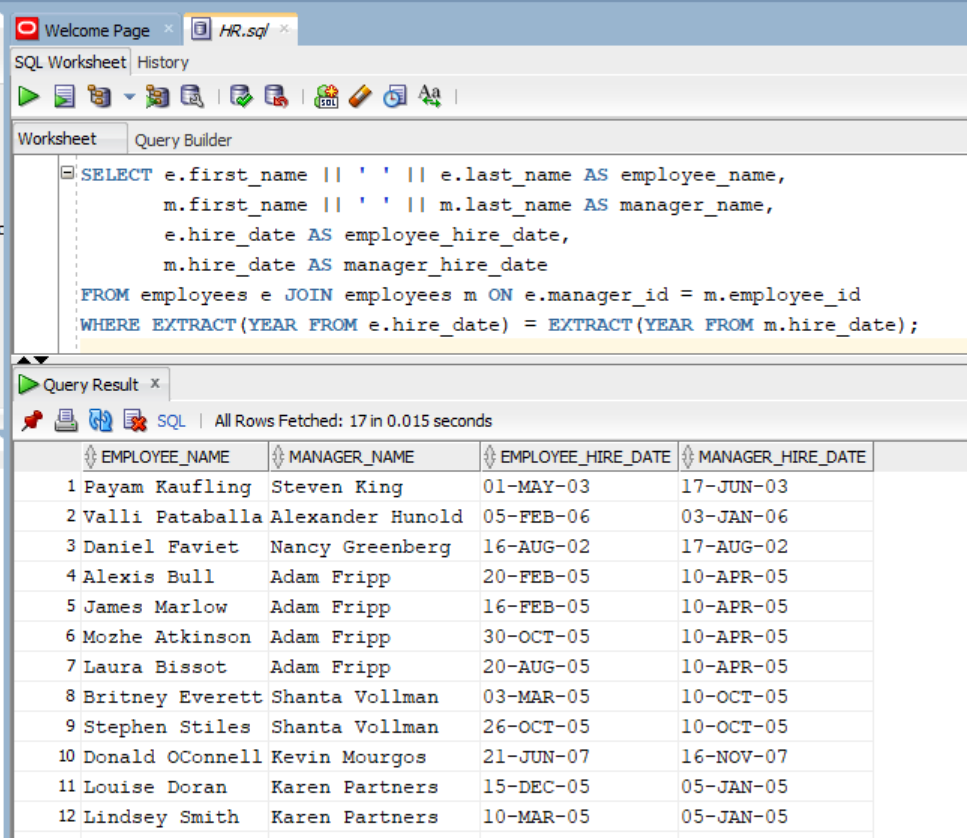 Welcome Page × HR.sql ×
SQL Worksheet History
Worksheet Query Builder
SELECT e.first_name || ' ' || e.last_name AS employee_name,
m.first_name || ' ' || m.last_name AS manager_name,
e.hire_date AS employee_hire_date,
m.hire_date AS manager_hire_date
FROM employees e JOIN employees m ON e.manager_id = m.employee_id
WHERE EXTRACT(YEAR FROM e.hire_date) = EXTRACT(YEAR FROM m.hire_date);
Query Result x
SQL | All Rows Fetched: 17 in 0.015 seconds
EMPLOYEE_NAME MANAGER_NAME EMPLOYEE_HIRE_DATE MANAGER_HIRE_DATE
1 Payam Kaufling Steven King 01-MAY-03 17-JUN-03
2 Valli Pataballa Alexander Hunold 05-FEB-06 03-JAN-06
3 Daniel Faviet Nancy Greenberg 16-AUG-02 17-AUG-02
4 Alexis Bull Adam Fripp 20-FEB-05 10-APR-05
5 James Marlow Adam Fripp 16-FEB-05 10-APR-05
6 Mozhe Atkinson Adam Fripp 30-OCT-05 10-APR-05
7 Laura Bissot Adam Fripp 20-AUG-05 10-APR-05
8 Britney Everett Shanta Vollman 03-MAR-05 10-OCT-05
9 Stephen Stiles Shanta Vollman 26-OCT-05 10-OCT-05
10 Donald OConnell Kevin Mourgos 21-JUN-07 16-NOV-07
11 Louise Doran Karen Partners 15-DEC-05 05-JAN-05
12 Lindsey Smith Karen Partners 10-MAR-05 05-JAN-05